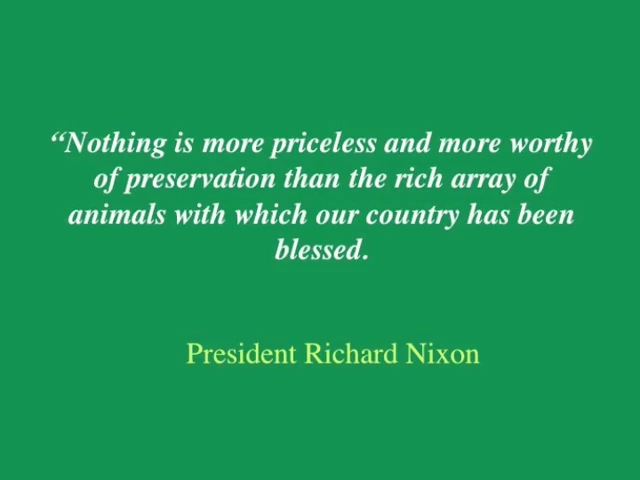 “Nothing is more priceless and more worthy
of preservation than the rich array of
animals with which our country has been
blessed.
President Richard Nixon